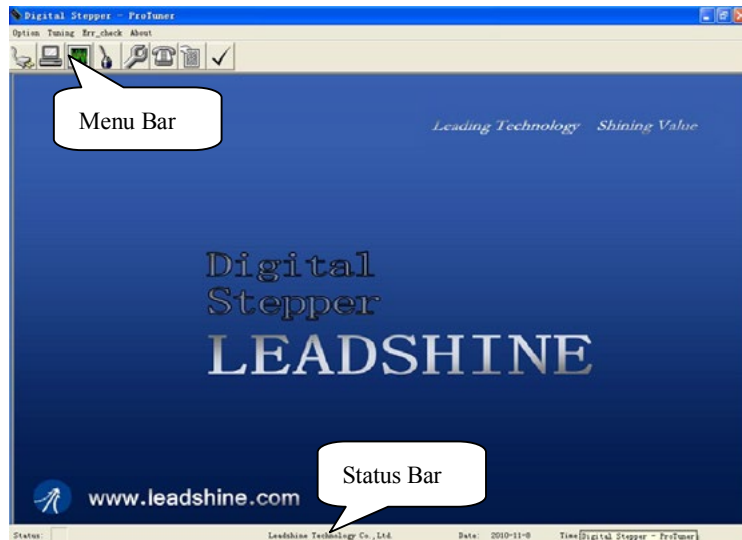 Digital Stepper - ProTuner
Option Tuning Err_check About
Menu Bar
Leading Technology Shining Value
Digital
Stepper
LEADSHINE
Status Bar
www.leadshine.com
Status: Leadshine Technology Co., Ltd. Date: 2010-11-8 Time Digital Stepper - ProTuner